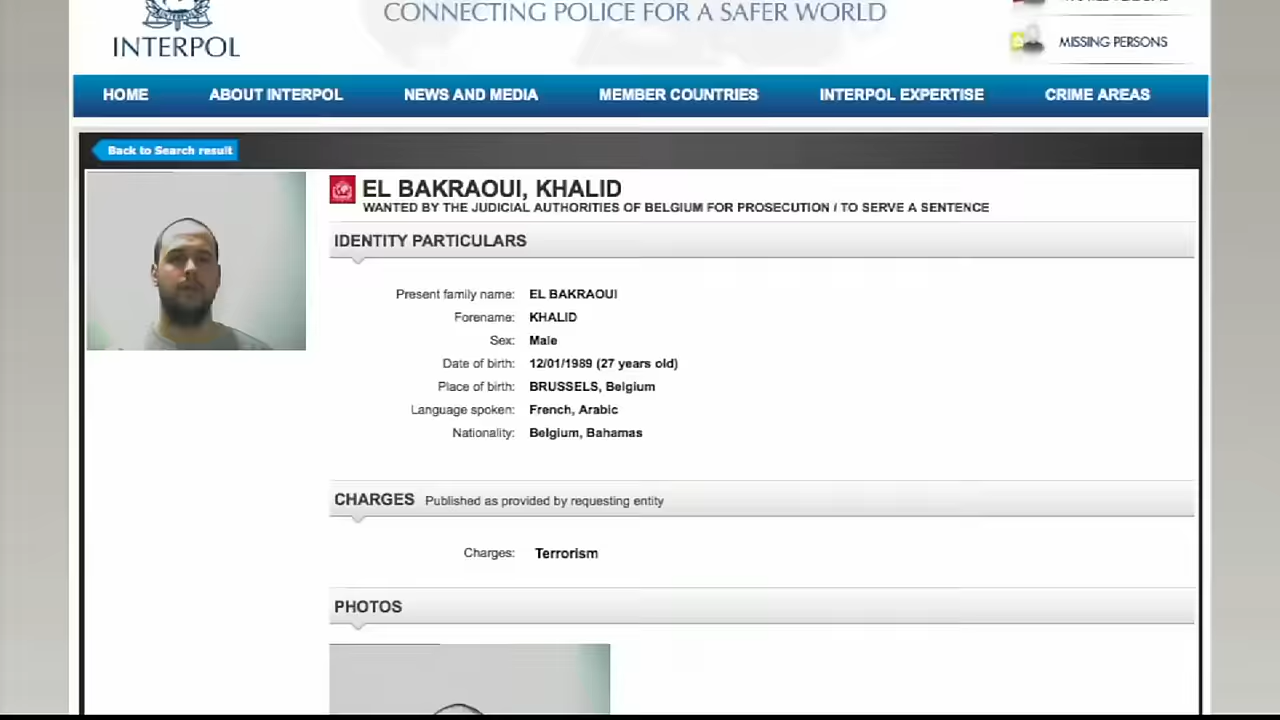 CONNECTING POLICE FOR A SAFER WORLD
INTERPOL
MISSING PERSONS
HOME ABOUT INTERPOL NEWS AND MEDIA MEMBER COUNTRIES INTERPOL EXPERTISE CRIME AREAS
Back to Search result
EL BAKRAOUI, KHALID
WANTED BY THE JUDICIAL AUTHORITIES OF BELGIUM FOR PROSECUTION / TO SERVE A SENTENCE
IDENTITY PARTICULARS
Present family name: EL BAKRAOUI
Forename: KHALID
Sex: Male
Date of birth: 12/01/1989 (27 years old)
Place of birth: BRUSSELS, Belgium
Language spoken: French, Arabic
Nationality: Belgium, Bahamas
CHARGES Published as provided by requesting entity
Charges: Terrorism
PHOTOS